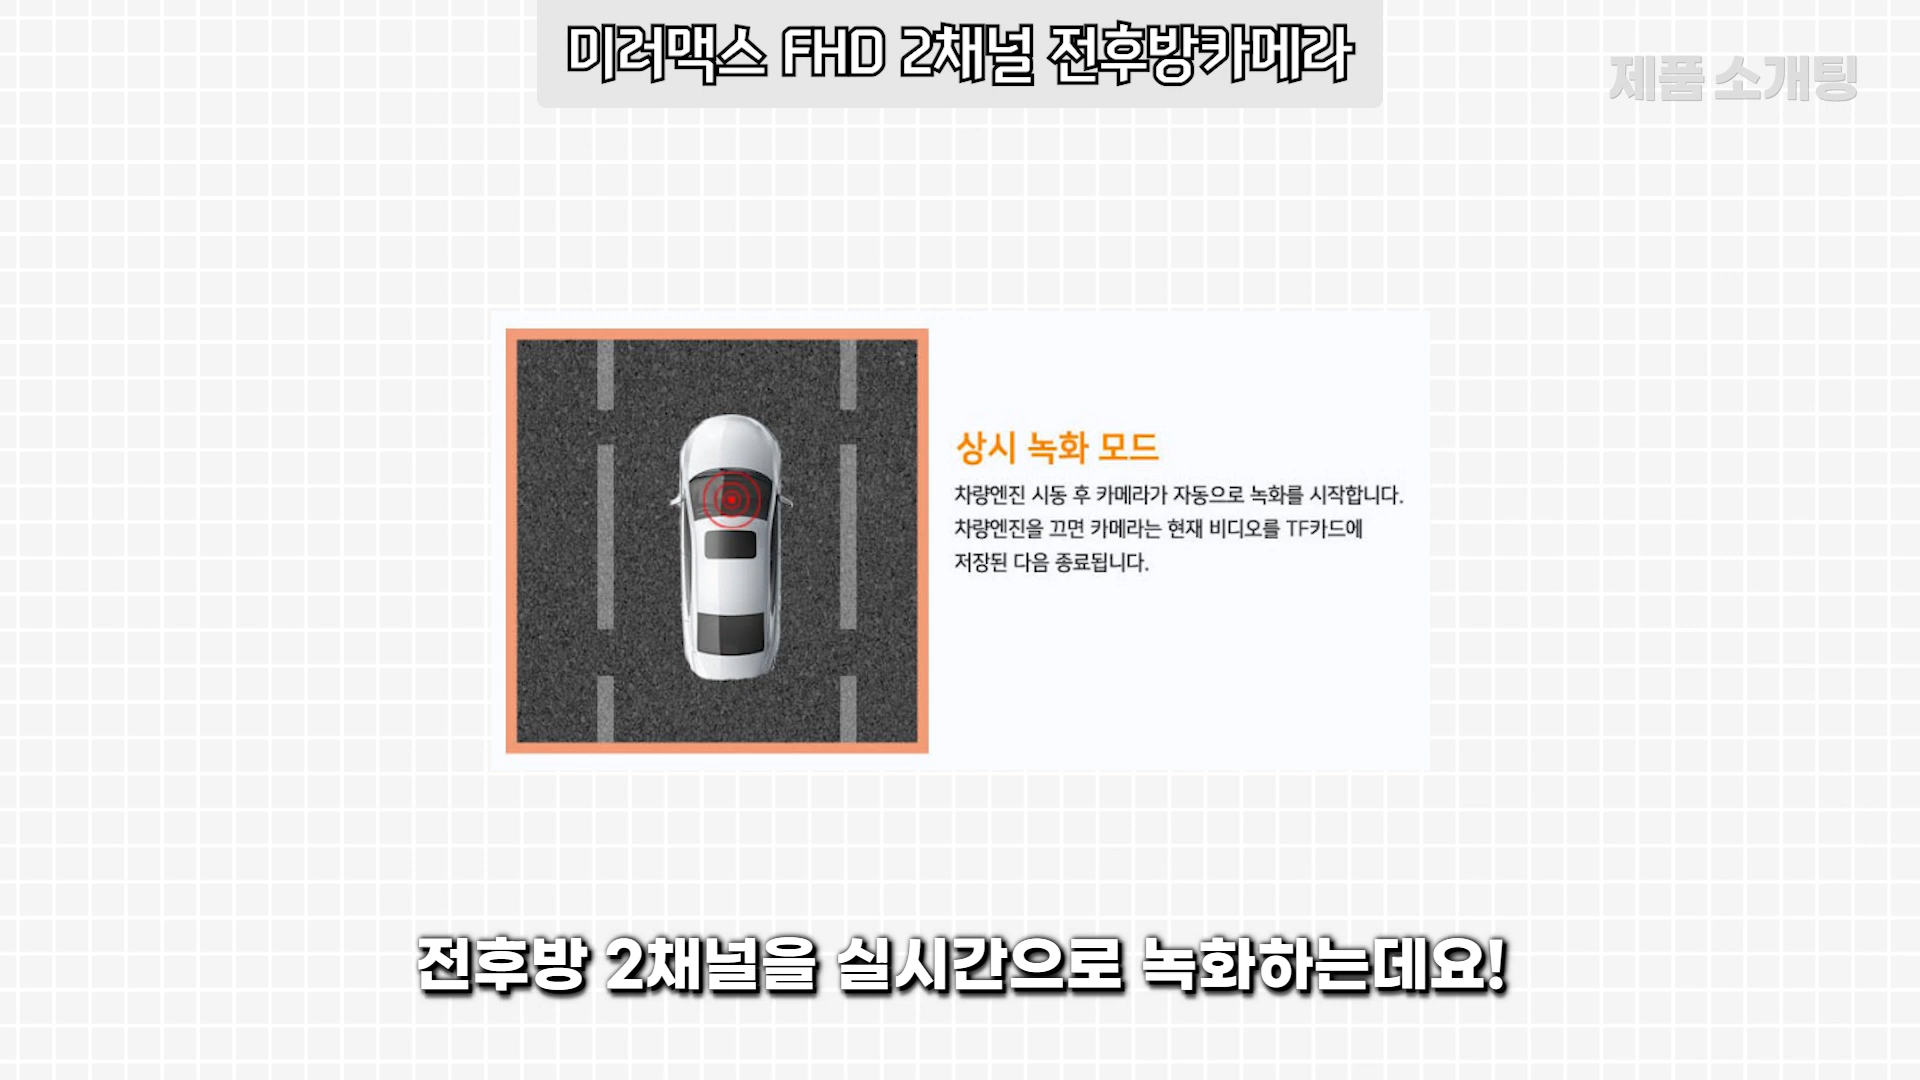 미러맥스 FHD 2채널 전후방카메라
제품 소개팅
상시 녹화 모드
차량엔진 시동 후 카메라가 자동으로 녹화를 시작합니다.
차량엔진을 끄면 카메라는 현재 비디오를 TF카드에
저장된 다음 종료됩니다.
전후방 2채널을 실시간으로 녹화하는데요!